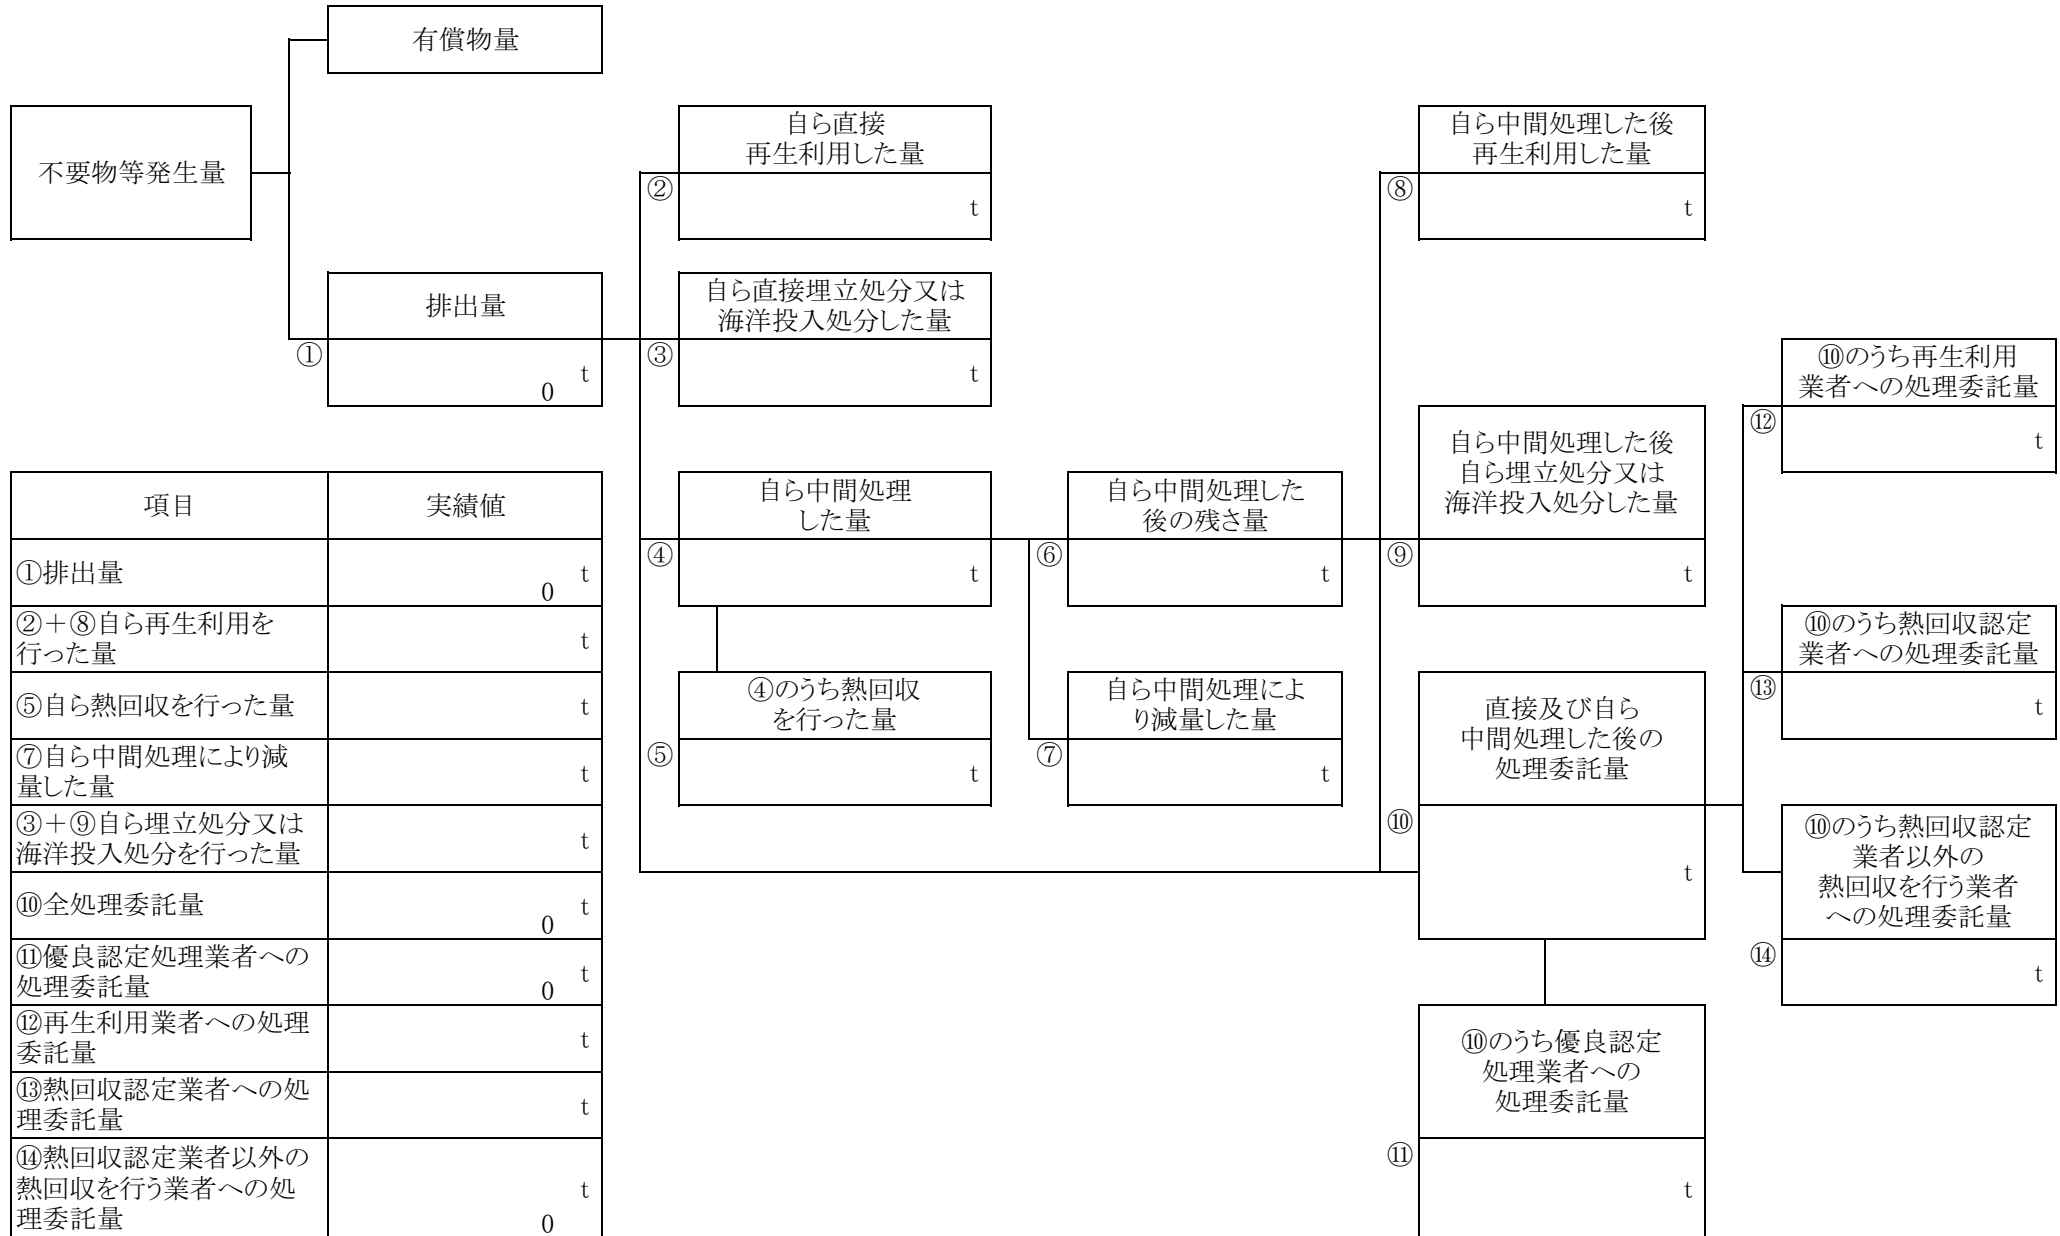 有償物量
不要物等発生量
自ら直接
再生利用した量
②
t
自ら中間処理した後
再生利用した量
⑧
t
排出量
①
t
0
自ら直接埋立処分又は
海洋投入処分した量
③
t
⑩のうち再生利用
業者への処理委託量
⑫
t
自ら中間処理した後
自ら埋立処分又は
海洋投入処分した量
⑨
t
自ら中間処理
した量
④
t
自ら中間処理した
後の残さ量
⑥
t
④のうち熱回収
を行った量
⑤
t
自ら中間処理によ
り減量した量
⑦
t
⑩のうち熱回収認定
業者への処理委託量
⑬
t
直接及び自ら
中間処理した後の
処理委託量
⑩
t
⑩のうち熱回収認定
業者以外の
熱回収を行う業者
への処理委託量
⑭
t
⑩のうち優良認定
処理業者への
処理委託量
⑪
t
項目 実績値
①排出量 t
0
②＋⑧自ら再生利用を
行った量
t
⑤自ら熱回収を行った量 t
⑦自ら中間処理により減
量した量
t
③＋⑨自ら埋立処分又は
海洋投入処分を行った量
t
⑩全処理委託量 t
0
⑪優良認定処理業者への
処理委託量
t
0
⑫再生利用業者への処理
委託量
t
⑬熱回収認定業者への処
理委託量
t
⑭熱回収認定業者以外の
熱回収を行う業者への処
理委託量
t
0